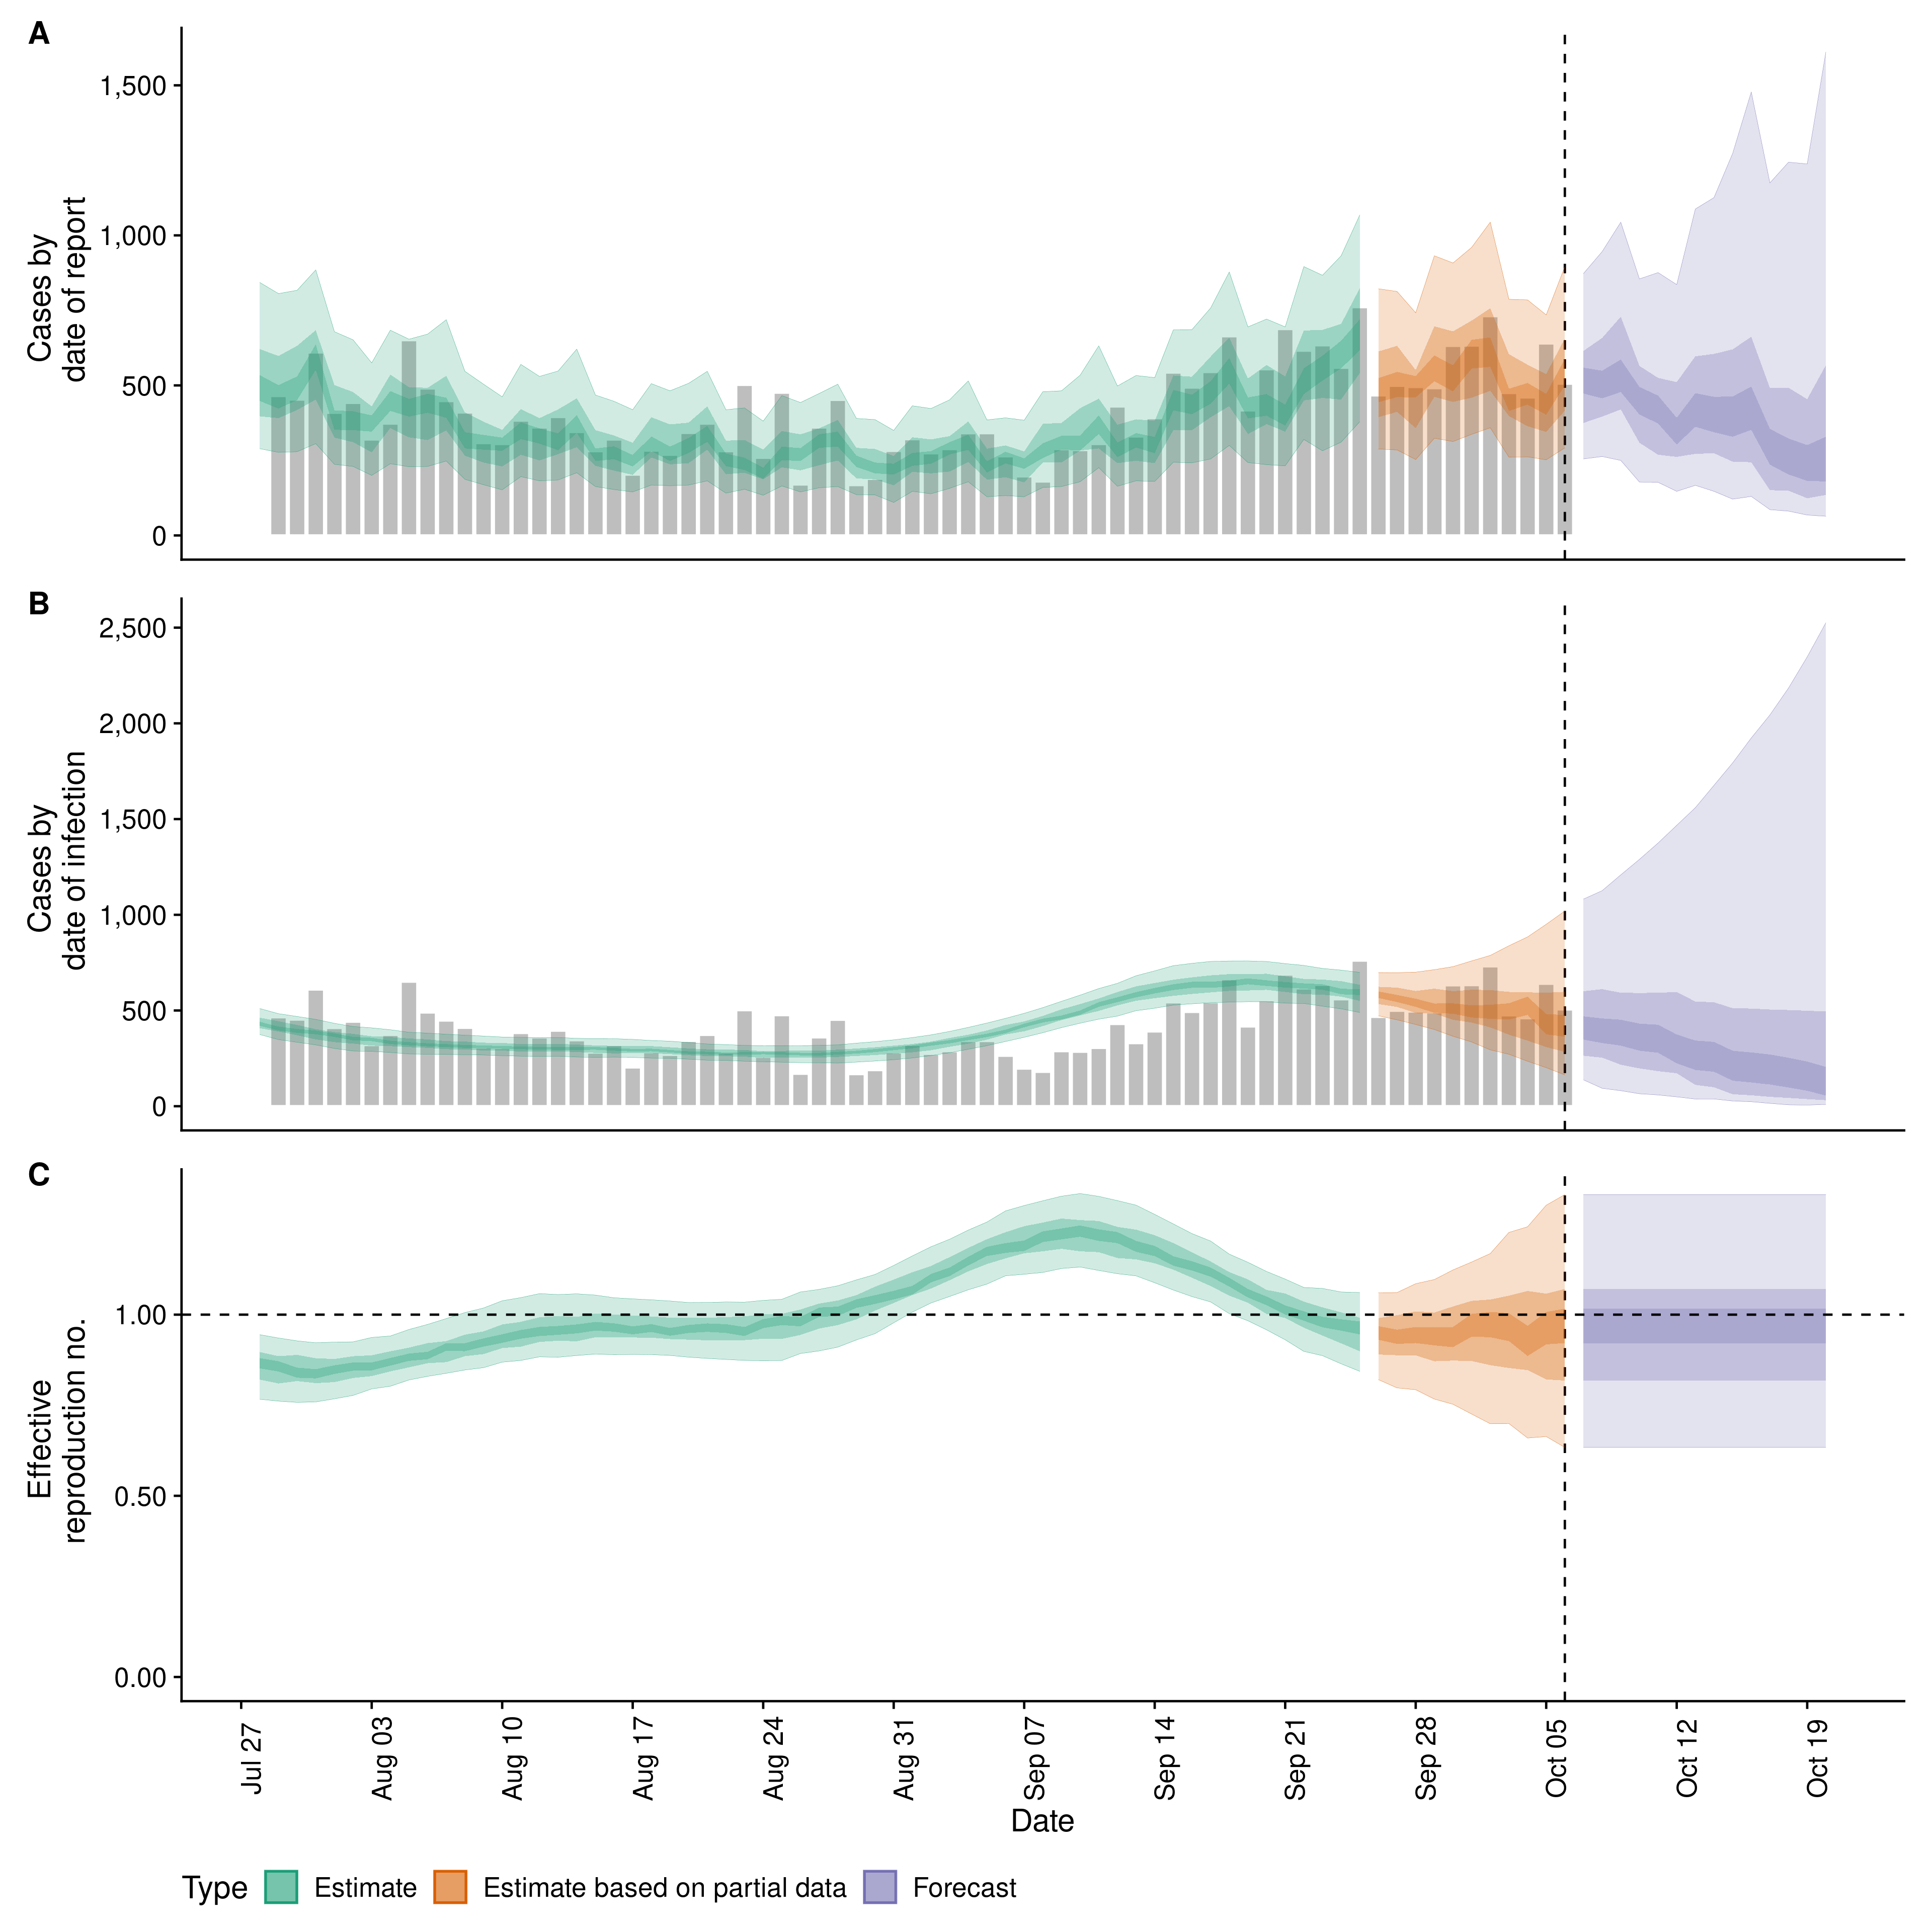 A
Cases by
date of report
1,500
1,000
500
0
B
Cases by
date of infection
2,500
2,000
1,500
1,000
500
0
C
Effective
reproduction no.
1.00
0.50
0.00
Jul 27
Aug 03
Aug 10
Aug 17
Aug 24
Aug 31
Sep 07
Sep 14
Sep 21
Sep 28
Oct 05
Oct 12
Oct 19
Date
Type Estimate Estimate based on partial data Forecast